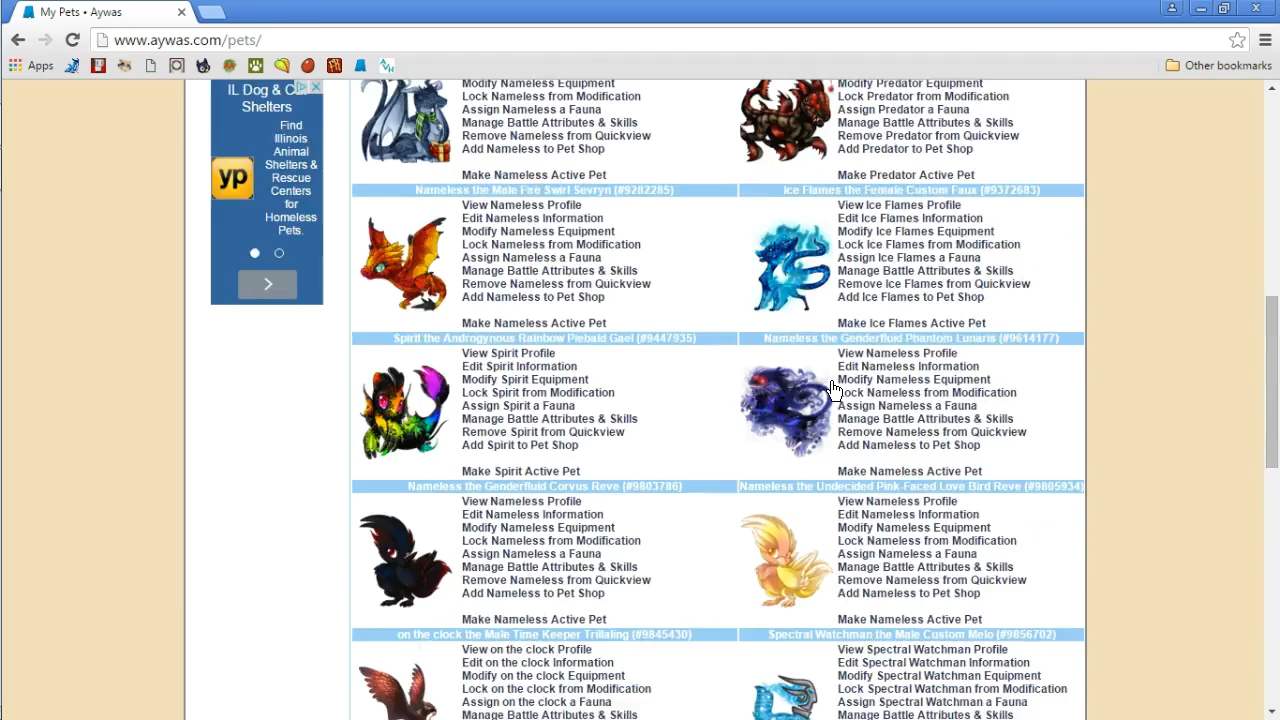 My Pets • Aywas
www.aywas.com/pets/
Apps
Other bookmarks
IL Dog & Cat
Shelters
Find
Illinois
Animal
Shelters &
Rescue
Centers
for
Homeless
Pets.
yp
Modify Nameless Equipment
Lock Nameless from Modification
Assign Nameless a Fauna
Manage Battle Attributes & Skills
Remove Nameless from Quickview
Add Nameless to Pet Shop
Make Nameless Active Pet
Modify Predator Equipment
Lock Predator from Modification
Assign Predator a Fauna
Manage Battle Attributes & Skills
Remove Predator from Quickview
Add Predator to Pet Shop
Make Predator Active Pet
Nameless the Male Fire Swirl Sevryn (#9282285)
View Nameless Profile
Edit Nameless Information
Modify Nameless Equipment
Lock Nameless from Modification
Assign Nameless a Fauna
Manage Battle Attributes & Skills
Remove Nameless from Quickview
Add Nameless to Pet Shop
Make Nameless Active Pet
Ice Flames the Female Custom Faux (#9372683)
View Ice Flames Profile
Edit Ice Flames Information
Modify Ice Flames Equipment
Lock Ice Flames from Modification
Assign Ice Flames a Fauna
Manage Battle Attributes & Skills
Remove Ice Flames from Quickview
Add Ice Flames to Pet Shop
Make Ice Flames Active Pet
Spirit the Androgynous Rainbow Piebald Gael (#9447935)
View Spirit Profile
Edit Spirit Information
Modify Spirit Equipment
Lock Spirit from Modification
Assign Spirit a Fauna
Manage Battle Attributes & Skills
Remove Spirit from Quickview
Add Spirit to Pet Shop
Make Spirit Active Pet
Nameless the Genderfluid Phantom Lunaris (#9614177)
View Nameless Profile
Edit Nameless Information
Modify Nameless Equipment
Lock Nameless from Modification
Assign Nameless a Fauna
Manage Battle Attributes & Skills
Remove Nameless from Quickview
Add Nameless to Pet Shop
Make Nameless Active Pet
Nameless the Genderfluid Corvus Reve (#9803786)
View Nameless Profile
Edit Nameless Information
Modify Nameless Equipment
Lock Nameless from Modification
Assign Nameless a Fauna
Manage Battle Attributes & Skills
Remove Nameless from Quickview
Add Nameless to Pet Shop
Make Nameless Active Pet
Nameless the Undecided Pink-Faced Love Bird Reve (#9805934)
View Nameless Profile
Edit Nameless Information
Modify Nameless Equipment
Lock Nameless from Modification
Assign Nameless a Fauna
Manage Battle Attributes & Skills
Remove Nameless from Quickview
Add Nameless to Pet Shop
Make Nameless Active Pet
on the clock the Male Time Keeper Trillaling (#9845430)
View on the clock Profile
Edit on the clock Information
Modify on the clock Equipment
Lock on the clock from Modification
Assign on the clock a Fauna
Manage Battle Attributes & Skills
Spectral Watchman the Male Custom Melo (#9856702)
View Spectral Watchman Profile
Edit Spectral Watchman Information
Modify Spectral Watchman Equipment
Lock Spectral Watchman from Modification
Assign Spectral Watchman a Fauna
Manage Battle Attributes & Skills